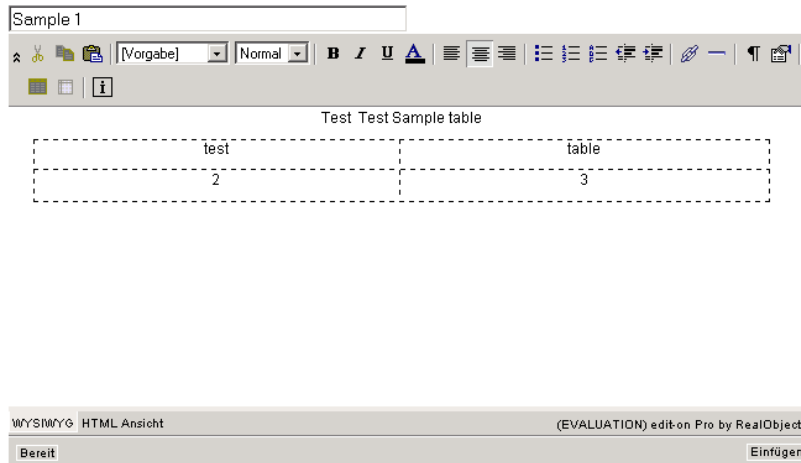 Sample 1
[Vorgabe] Normal B I U A
Test Test Sample table
test table
2 3
WYSIWYG HTML Ansicht (EVALUATION) edit-on Pro by RealObject
Bereit Einfügen